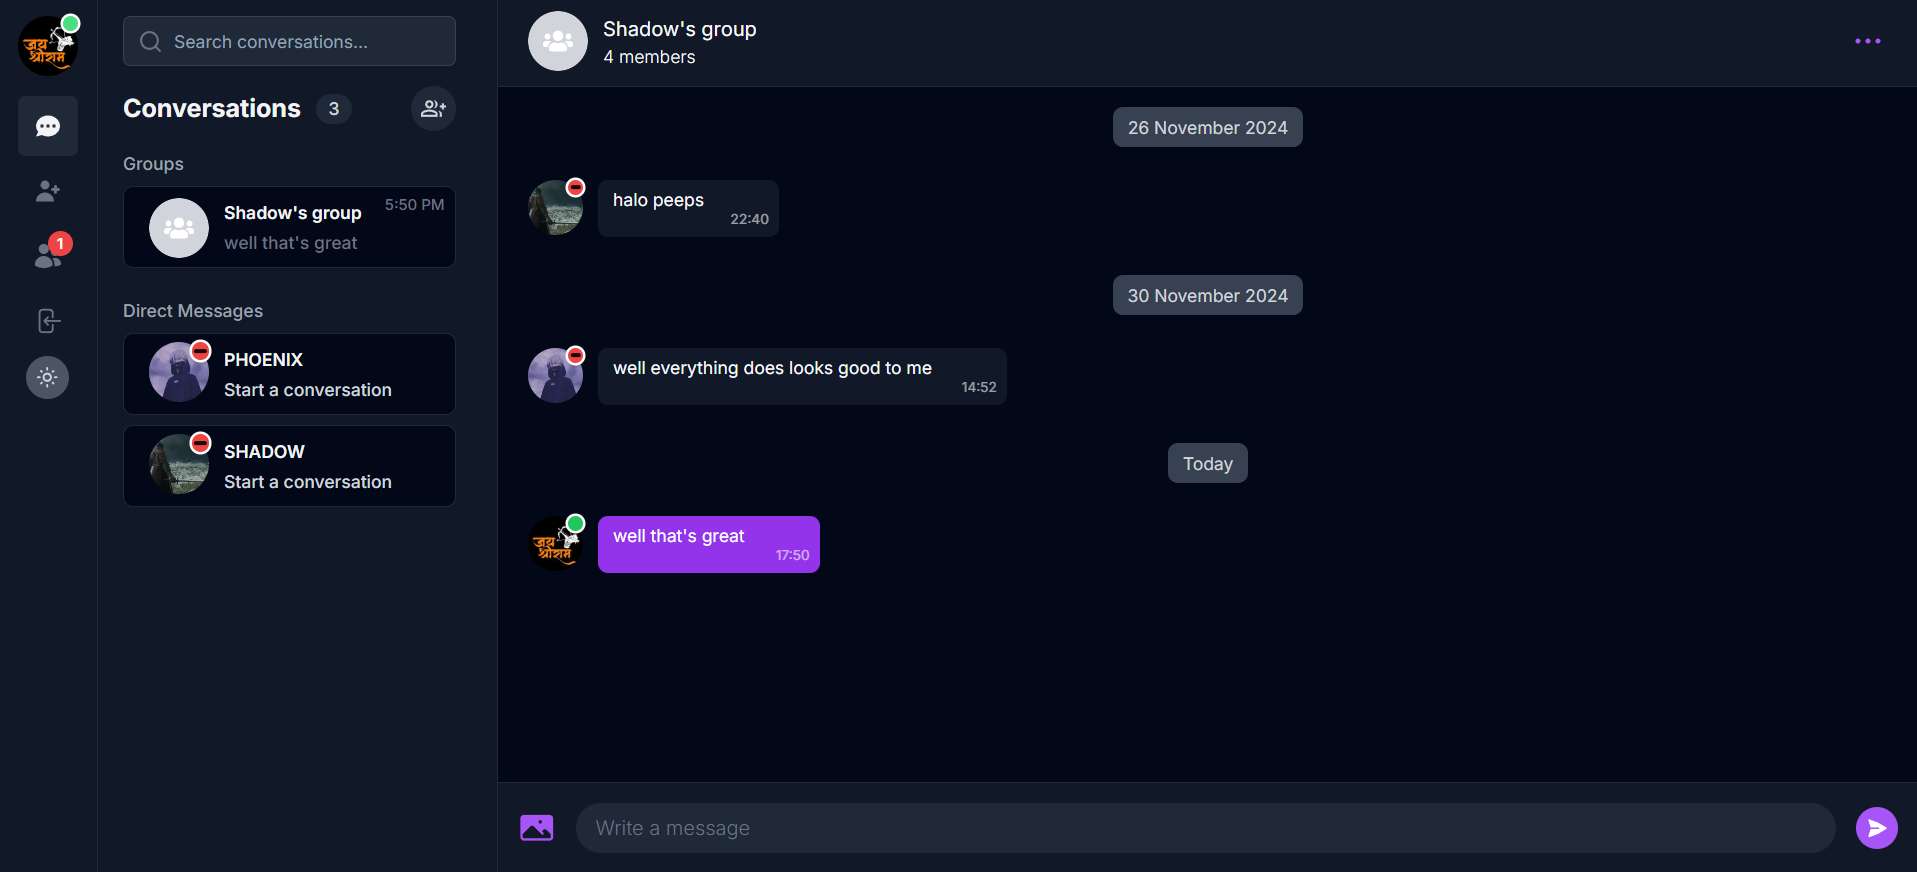 जय
श्रीराम
1
Search conversations...
Conversations 3
Groups
Shadow's group 5:50 PM
well that's great
Direct Messages
PHOENIX
Start a conversation
SHADOW
Start a conversation
Shadow's group
4 members
26 November 2024
halo peeps
22:40
30 November 2024
well everything does looks good to me
14:52
Today
जय
श्रीराम
well that's great
17:50
Write a message